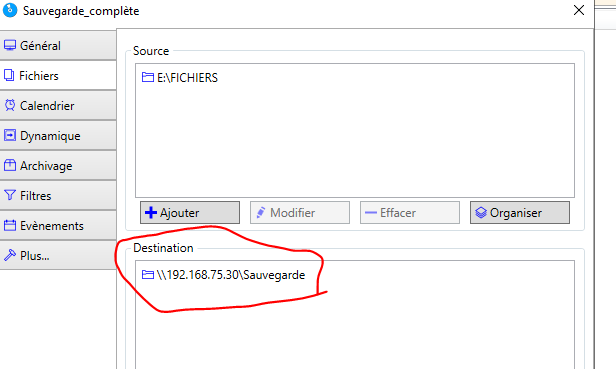 Sauvegarde_complète
Général
Fichiers
Calendrier
Dynamique
Archivage
Filtres
Evènements
Plus...
Source
E:\FICHIERS
Ajouter
Modifier
Effacer
Organiser
Destination
\\192.168.75.30\Sauvegarde